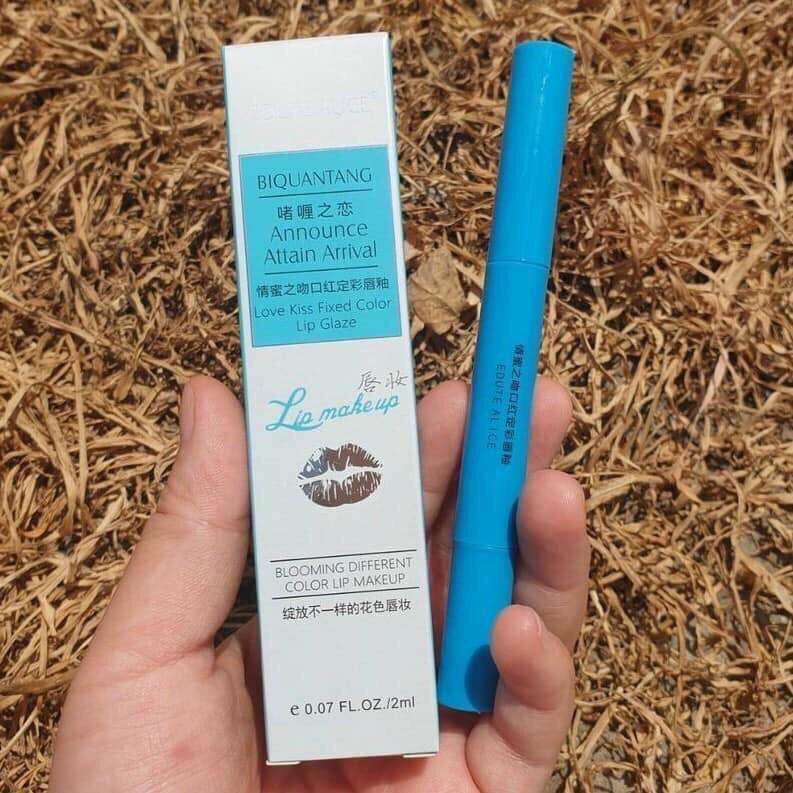 BIQUANTANG
啫喱之恋
Announce
Attain Arrival
情蜜之吻口红定彩唇釉
Love Kiss Fixed Color
Lip Glaze
唇妆
Lip makeup
BLOOMING DIFFERENT
COLOR LIP MAKEUP
绽放不一样的花色唇妆
e 0.07 FL.OZ./2ml
情蜜之吻口红定彩唇釉
EDUTE ALICE